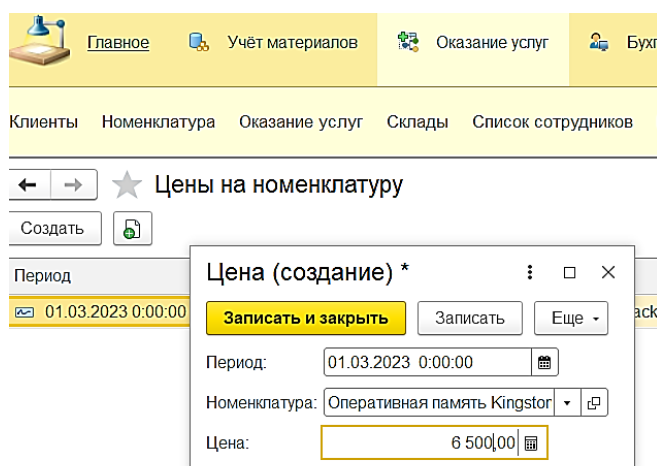 Главное Учёт материалов Оказание услуг Бухг
Клиенты Номенклатура Оказание услуг Склады Список сотрудников
Цены на номенклатуру
Создать
Период
Цена (создание) *
01.03.2023 0:00:00
Записать и закрыть Записать Еще
ack
Период: 01.03.2023 0:00:00
Номенклатура: Оперативная память Kingstor
Цена: 6 500,00